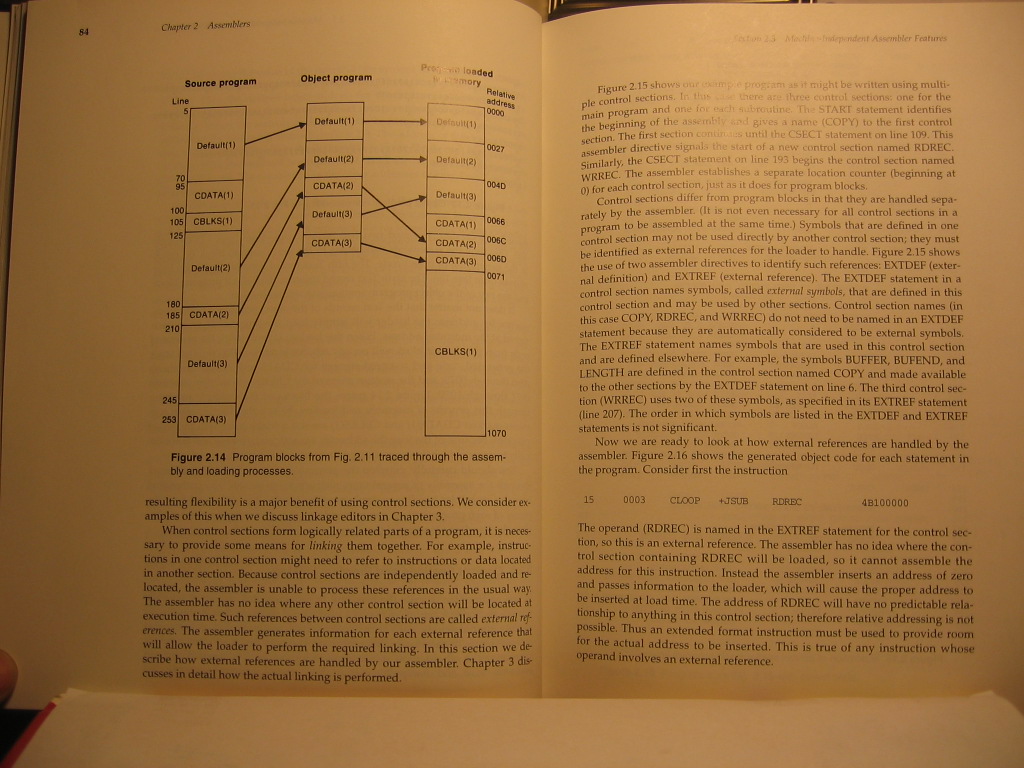 84
Chapter 2 Assemblers
Source program
Object program
Program loaded
in memory
Line
Relative
address
5
Default(1)
70
95
CDATA(1)
100
105
CBLKS(1)
125
Default(2)
180
185
CDATA(2)
210
Default(3)
245
253
CDATA(3)
Default(1)
Default(2)
CDATA(2)
Default(3)
CDATA(3)
0000
Default(1)
0027
Default(2)
004D
Default(3)
0066
CDATA(1)
006C
CDATA(2)
006D
CDATA(3)
0071
CBLKS(1)
1070
Figure 2.14 Program blocks from Fig. 2.11 traced through the assem-
bly and loading processes.
resulting flexibility is a major benefit of using control sections. We consider ex-
amples of this when we discuss linkage editors in Chapter 3.
When control sections form logically related parts of a program, it is neces-
sary to provide some means for linking them together. For example, instruc-
tions in one control section might need to refer to instructions or data located
in another section. Because control sections are independently loaded and re-
located, the assembler is unable to process these references in the usual way.
The assembler has no idea where any other control section will be located at
execution time. Such references between control sections are called external ref-
erences. The assembler generates information for each external reference that
will allow the loader to perform the required linking. In this section we de-
scribe how external references are handled by our assembler. Chapter 3 dis-
cusses in detail how the actual linking is performed.
Machine-Independent Assembler Features
Figure 2.15 shows our example program as it might be written using multi-
ple control sections. In this case there are three control sections: one for the
main program and one for each subroutine. The START statement identifies
the beginning of the assembly and gives a name (COPY) to the first control
section. The first section continues until the CSECT statement on line 109. This
assembler directive signals the start of a new control section named RDREC.
Similarly, the CSECT statement on line 193 begins the control section named
WRREC. The assembler establishes a separate location counter (beginning at
0) for each control section, just as it does for program blocks.
Control sections differ from program blocks in that they are handled sepa-
rately by the assembler. (It is not even necessary for all control sections in a
program to be assembled at the same time.) Symbols that are defined in one
control section may not be used directly by another control section; they must
be identified as external references for the loader to handle. Figure 2.15 shows
the use of two assembler directives to identify such references: EXTDEF (exter-
nal definition) and EXTREF (external reference). The EXTDEF statement in a
control section names symbols, called external symbols, that are defined in this
control section and may be used by other sections. Control section names (in
this case COPY, RDREC, and WRREC) do not need to be named in an EXTDEF
statement because they are automatically considered to be external symbols.
The EXTREF statement names symbols that are used in this control section
and are defined elsewhere. For example, the symbols BUFFER, BUFEND, and
LENGTH are defined in the control section named COPY and made available
to the other sections by the EXTDEF statement on line 6. The third control sec-
tion (WRREC) uses two of these symbols, as specified in its EXTREF statement
(line 207). The order in which symbols are listed in the EXTDEF and EXTREF
statements is not significant.
Now we are ready to look at how external references are handled by the
assembler. Figure 2.16 shows the generated object code for each statement in
the program. Consider first the instruction
15 0003 CLOOP +JSUB RDREC 4B100000
The operand (RDREC) is named in the EXTREF statement for the control sec-
tion, so this is an external reference. The assembler has no idea where the con-
trol section containing RDREC will be loaded, so it cannot assemble the
address for this instruction. Instead the assembler inserts an address of zero
and passes information to the loader, which will cause the proper address to
be inserted at load time. The address of RDREC will have no predictable rela-
tionship to anything in this control section; therefore relative addressing is not
possible. Thus an extended format instruction must be used to provide room
for the actual address to be inserted. This is true of any instruction whose
operand involves an external reference.